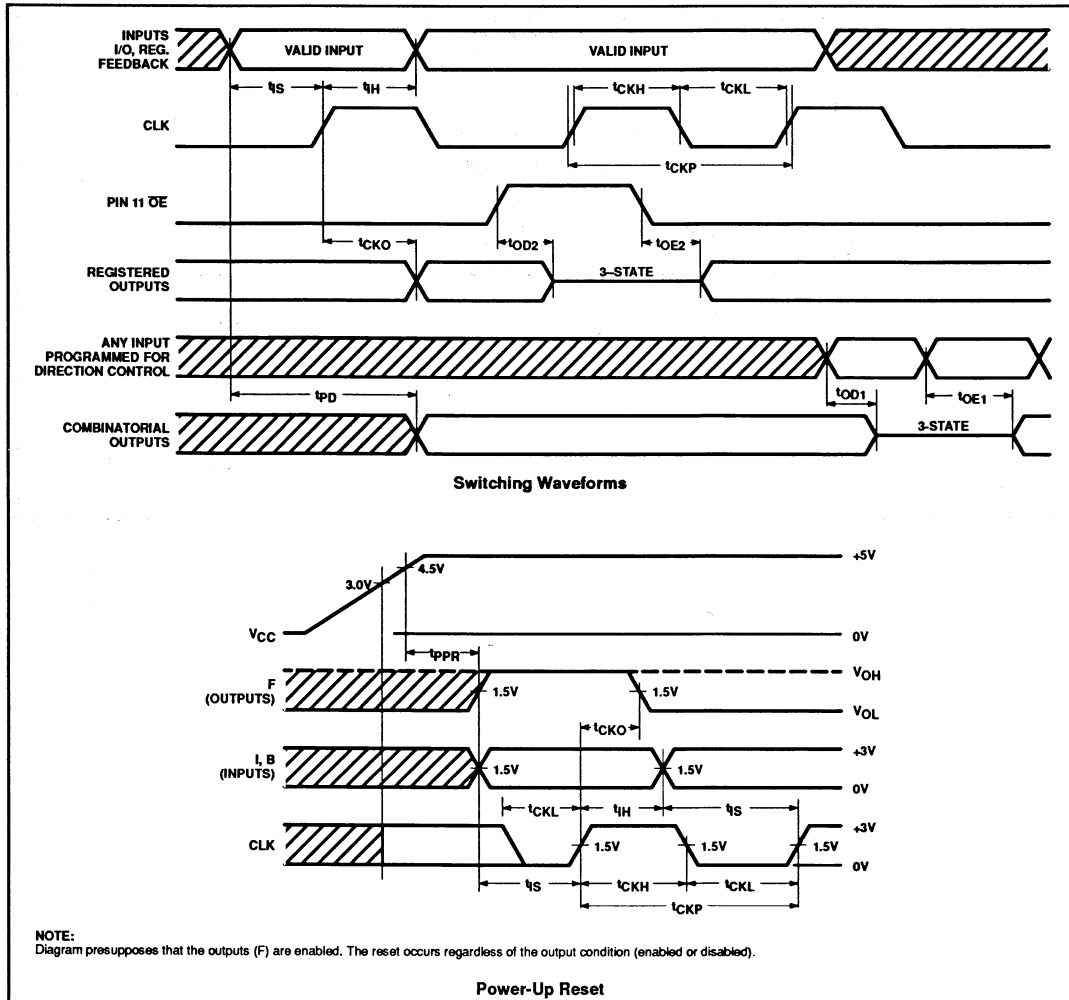 INPUTS
I/O, REG.
FEEDBACK
VALID INPUT
VALID INPUT
tIS
tIH
tCKH
tCKL
CLK
tCKP
PIN 11 OE
tCKO
tOD2
tOE2
REGISTERED
OUTPUTS
3–STATE
ANY INPUT
PROGRAMMED FOR
DIRECTION CONTROL
tPD
tOD1
tOE1
COMBINATORIAL
OUTPUTS
3-STATE
Switching Waveforms
+5V
4.5V
3.0V
VCC
0V
tPPR
VOH
F
(OUTPUTS)
1.5V
1.5V
VOL
tCKO
I, B
(INPUTS)
+3V
1.5V
1.5V
0V
tCKL
tIH
tIS
CLK
+3V
1.5V
1.5V
1.5V
0V
tIS
tCKH
tCKL
tCKP
NOTE:
Diagram presupposes that the outputs (F) are enabled. The reset occurs regardless of the output condition (enabled or disabled).
Power-Up Reset